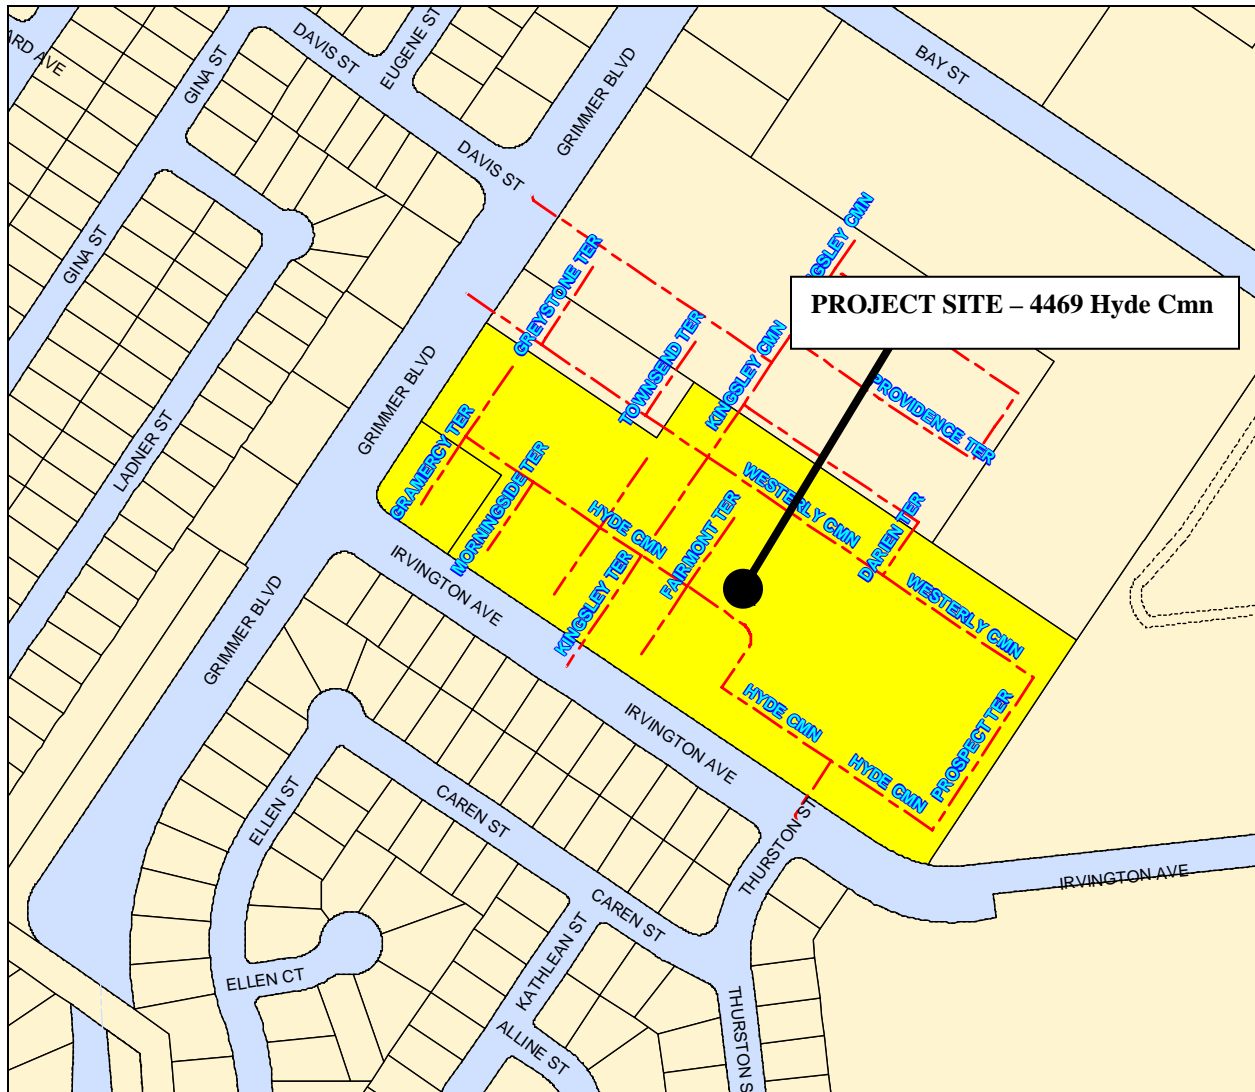 ARD AVE
GINA ST
DAVIS ST
EUGENE ST
GRIMMER BLVD
BAY ST
DAVIS ST
GINA ST
GREYSTONE TER
KINGSLEY CMN
PROJECT SITE – 4469 Hyde Cmn
TOWNSEND TER
KINGSLEY CMN
PROVIDENCE TER
GRIMMER BLVD
LADNER ST
GRAMERCY TER
MORNINGSIDE TER
HYDE CMN
FAIRMONT TER
WESTERLY CMN
DARIEN TER
WESTERLY CMN
IRVINGTON AVE
KINGSLEY TER
GRIMMER BLVD
HYDE CMN
IRVINGTON AVE
HYDE CMN
PROSPECT TER
ELLEN ST
CAREN ST
THURSTON ST
IRVINGTON AVE
CAREN ST
KATHLEAN ST
ELLEN CT
ALLINE ST
THURSTON S